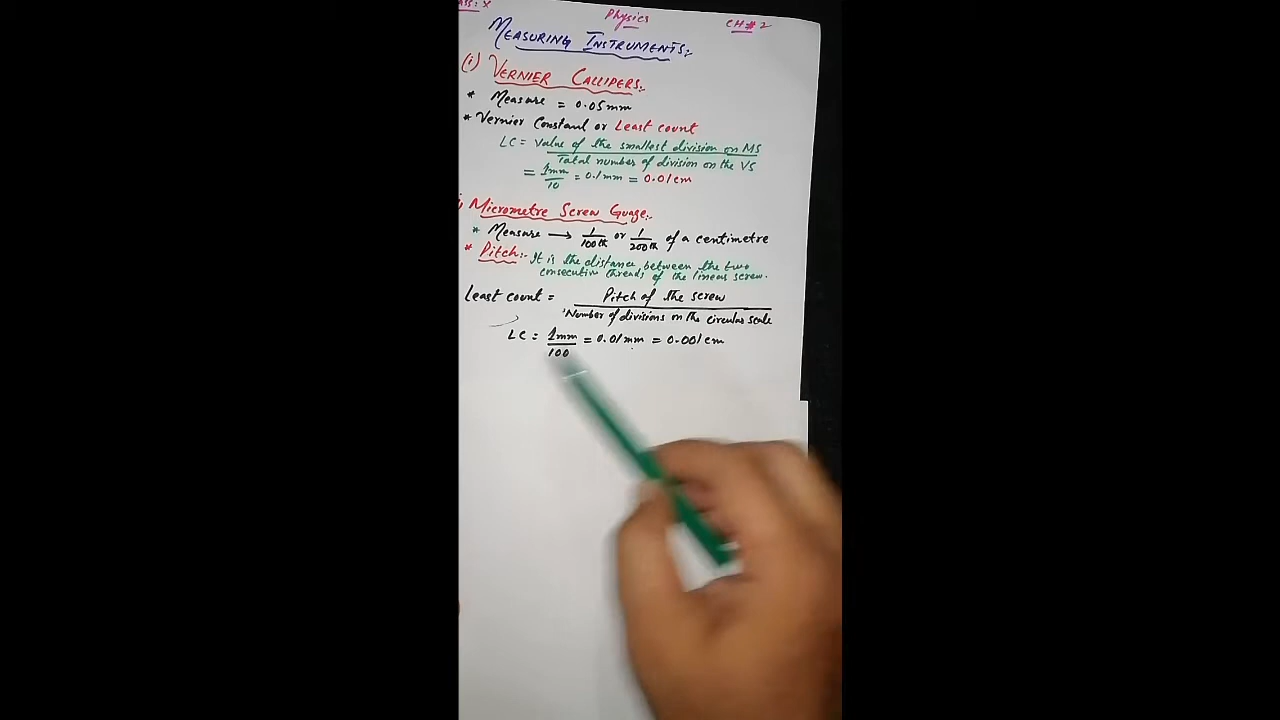 ASS: X Physics CH # 2
MEASURING INSTRUMENTS:-
(i) VERNIER CALLIPERS:-
* Measure = 0.05mm
* Vernier Constant or Least count
LC = Value of the smallest division on MS
Total number of division on the VS
= 1mm/10 = 0.1mm = 0.01cm
) Micrometre Screw Guage:-
* Measure → 1/100th or 1/200th of a centimetre
* Pitch:- It is the distance between the two
consecutive threads of the linear screw.
Least count = Pitch of the screw
Number of divisions on the circular scale
LC = 1mm/100 = 0.01mm = 0.001cm